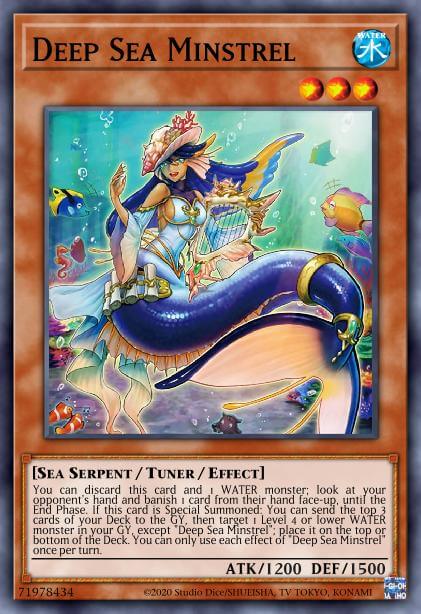 DEEP SEA MINSTREL
WATER
水
[SEA SERPENT / TUNER / EFFECT]
You can discard this card and 1 WATER monster; look at your
opponent's hand and banish 1 card from their hand face-up, until the
End Phase. If this card is Special Summoned: You can send the top 3
cards of your Deck to the GY, then target 1 Level 4 or lower WATER
monster in your GY, except "Deep Sea Minstrel"; place it on the top or
bottom of the Deck. You can only use each effect of "Deep Sea Minstrel"
once per turn.
ATK/1200 DEF/1500
71978434
©2020 Studio Dice/SHUEISHA, TV TOKYO, KONAMI